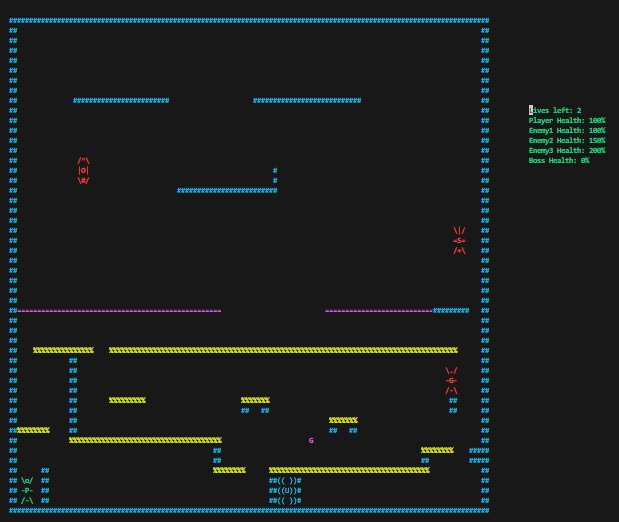 Lives left: 2
Player Health: 100%
Enemy1 Health: 100%
Enemy2 Health: 150%
Enemy3 Health: 200%
Boss Health: 0%
/^\
|O|
\#/
\|/
=S=
/+\
\./
-G-
/-\
G
\o/
-P-
/-\
(( ))
((U))
(( ))